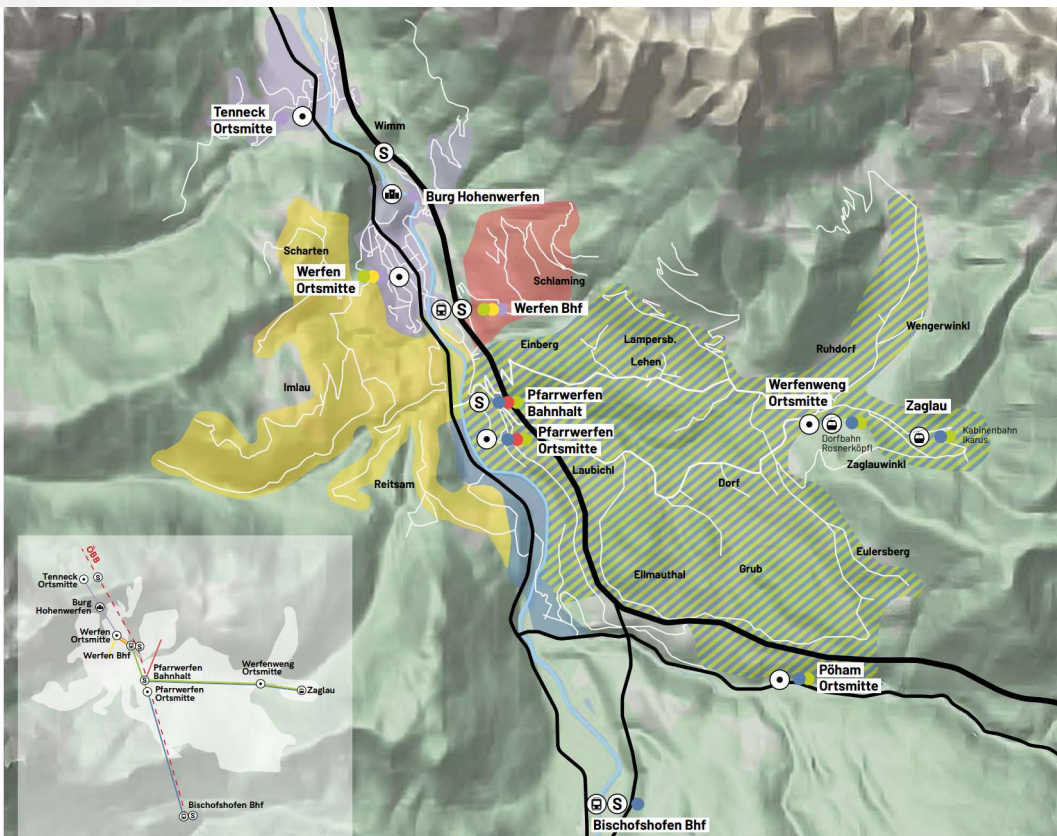 Tenneck
Ortsmitte
Wimm
S
Burg Hohenwerfen
Scharten
Werfen
Ortsmitte
Schlaming
S
Werfen Bhf
Einberg
Lampersb.
Lehen
Ruhdorf
Wengerwinkl
Imlau
S
Pfarrwerfen
Bahnhalt
Pfarrwerfen
Ortsmitte
Werfenweng
Ortsmitte
Dorfbahn
Rosnerköpfl
Zaglau
Kabinenbahn
Ikarus
Zaglauwinkl
Laubichl
Dorf
Reitsam
Eulersberg
Ellmauthal
Grub
Pöham
Ortsmitte
S
Bischofshofen Bhf
ÖBB
S
Tenneck
Ortsmitte
Burg
Hohenwerfen
Werfen
Ortsmitte
S
Werfen Bhf
Pfarrwerfen
Bahnhalt
S
Pfarrwerfen
Ortsmitte
Werfenweng
Ortsmitte
Zaglau
Bischofshofen Bhf
S